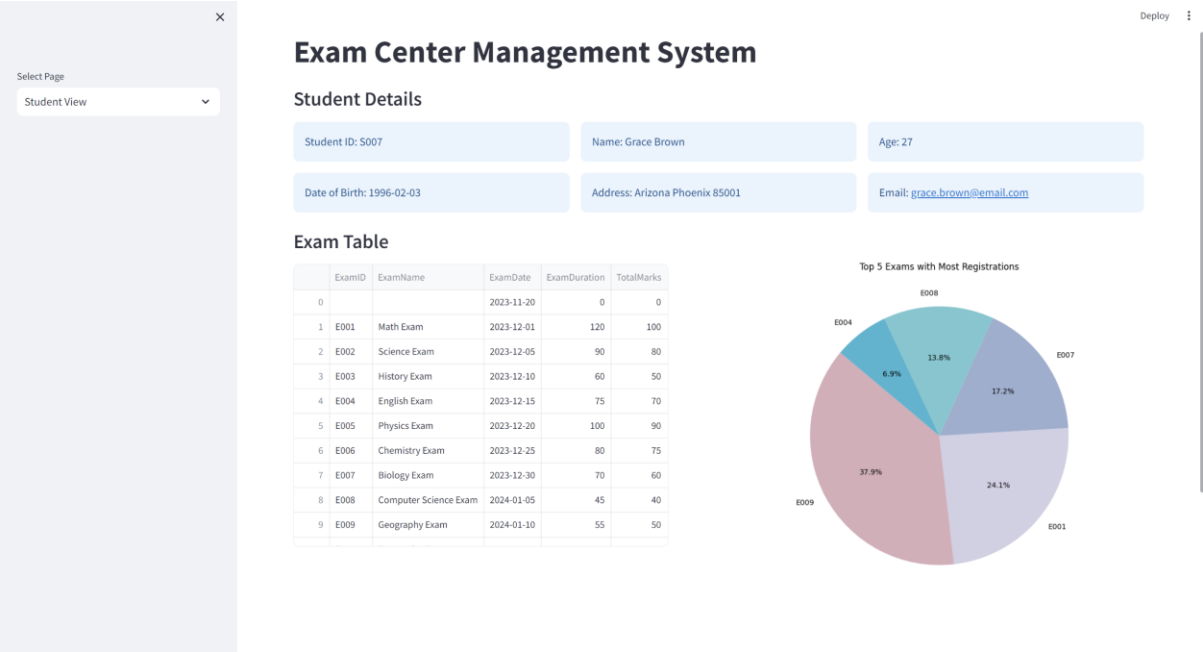 Deploy
Select Page
Student View
Exam Center Management System
Student Details
Student ID: S007 Name: Grace Brown Age: 27
Date of Birth: 1996-02-03 Address: Arizona Phoenix 85001 Email: grace.brown@email.com
Exam Table
ExamID ExamName ExamDate ExamDuration TotalMarks
0 2023-11-20 0 0
1 E001 Math Exam 2023-12-01 120 100
2 E002 Science Exam 2023-12-05 90 80
3 E003 History Exam 2023-12-10 60 50
4 E004 English Exam 2023-12-15 75 70
5 E005 Physics Exam 2023-12-20 100 90
6 E006 Chemistry Exam 2023-12-25 80 75
7 E007 Biology Exam 2023-12-30 70 60
8 E008 Computer Science Exam 2024-01-05 45 40
9 E009 Geography Exam 2024-01-10 55 50
Top 5 Exams with Most Registrations
E008
E004
E007
13.8%
6.9%
17.2%
37.9%
24.1%
E009
E001